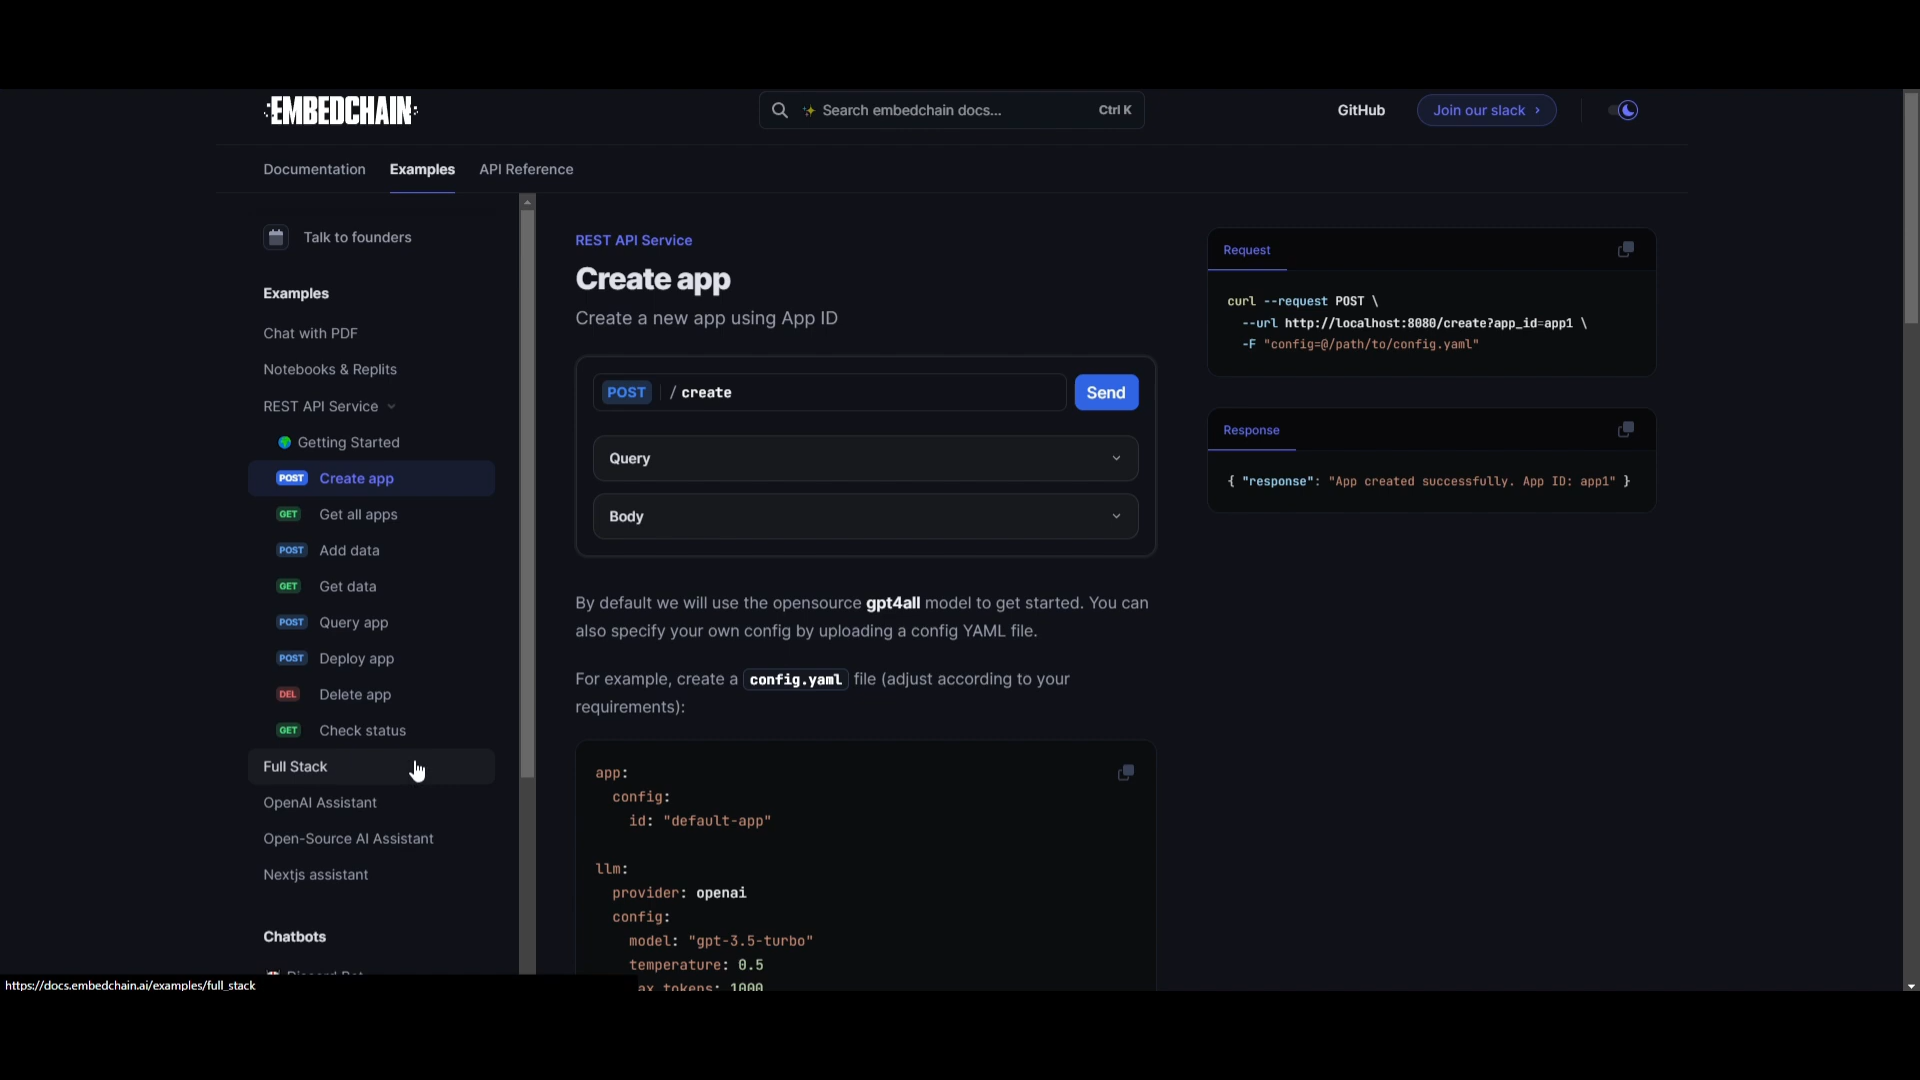 EMBEDCHAIN
Search embedchain docs...
Ctrl K
GitHub
Join our slack
Documentation
Examples
API Reference
Talk to founders
Examples
Chat with PDF
Notebooks & Replits
REST API Service
Getting Started
POST Create app
GET Get all apps
POST Add data
GET Get data
POST Query app
POST Deploy app
DEL Delete app
GET Check status
Full Stack
OpenAI Assistant
Open-Source AI Assistant
Nextjs assistant
Chatbots
Discord Bot
https://docs.embedchain.ai/examples/full_stack
REST API Service
Create app
Create a new app using App ID
POST / create
Send
Query
Body
By default we will use the opensource gpt4all model to get started. You can
also specify your own config by uploading a config YAML file.
For example, create a config.yaml file (adjust according to your
requirements):
app:
config:
id: "default-app"
llm:
provider: openai
config:
model: "gpt-3.5-turbo"
temperature: 0.5
ax_tokens: 1000
Request
curl --request POST \
--url http://localhost:8080/create?app_id=app1 \
-F "config=@/path/to/config.yaml"
Response
{ "response": "App created successfully. App ID: app1" }